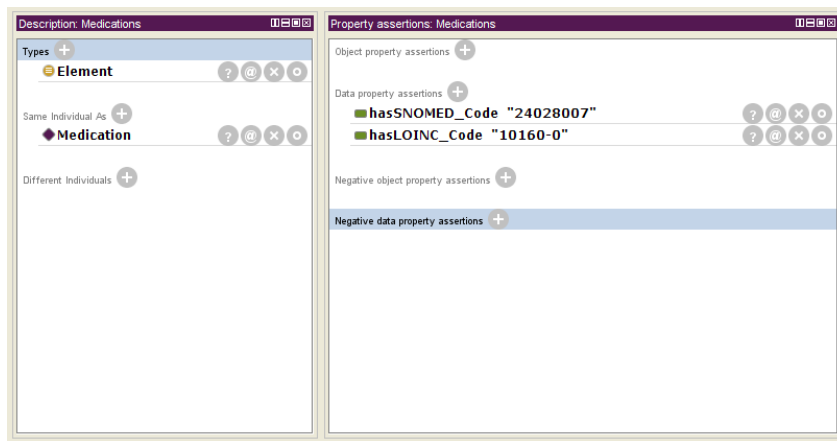 Description: Medications
Types
Element
Same Individual As
Medication
Different Individuals
Property assertions: Medications
Object property assertions
Data property assertions
hasSNOMED_Code "24028007"
hasLOINC_Code "10160-0"
Negative object property assertions
Negative data property assertions